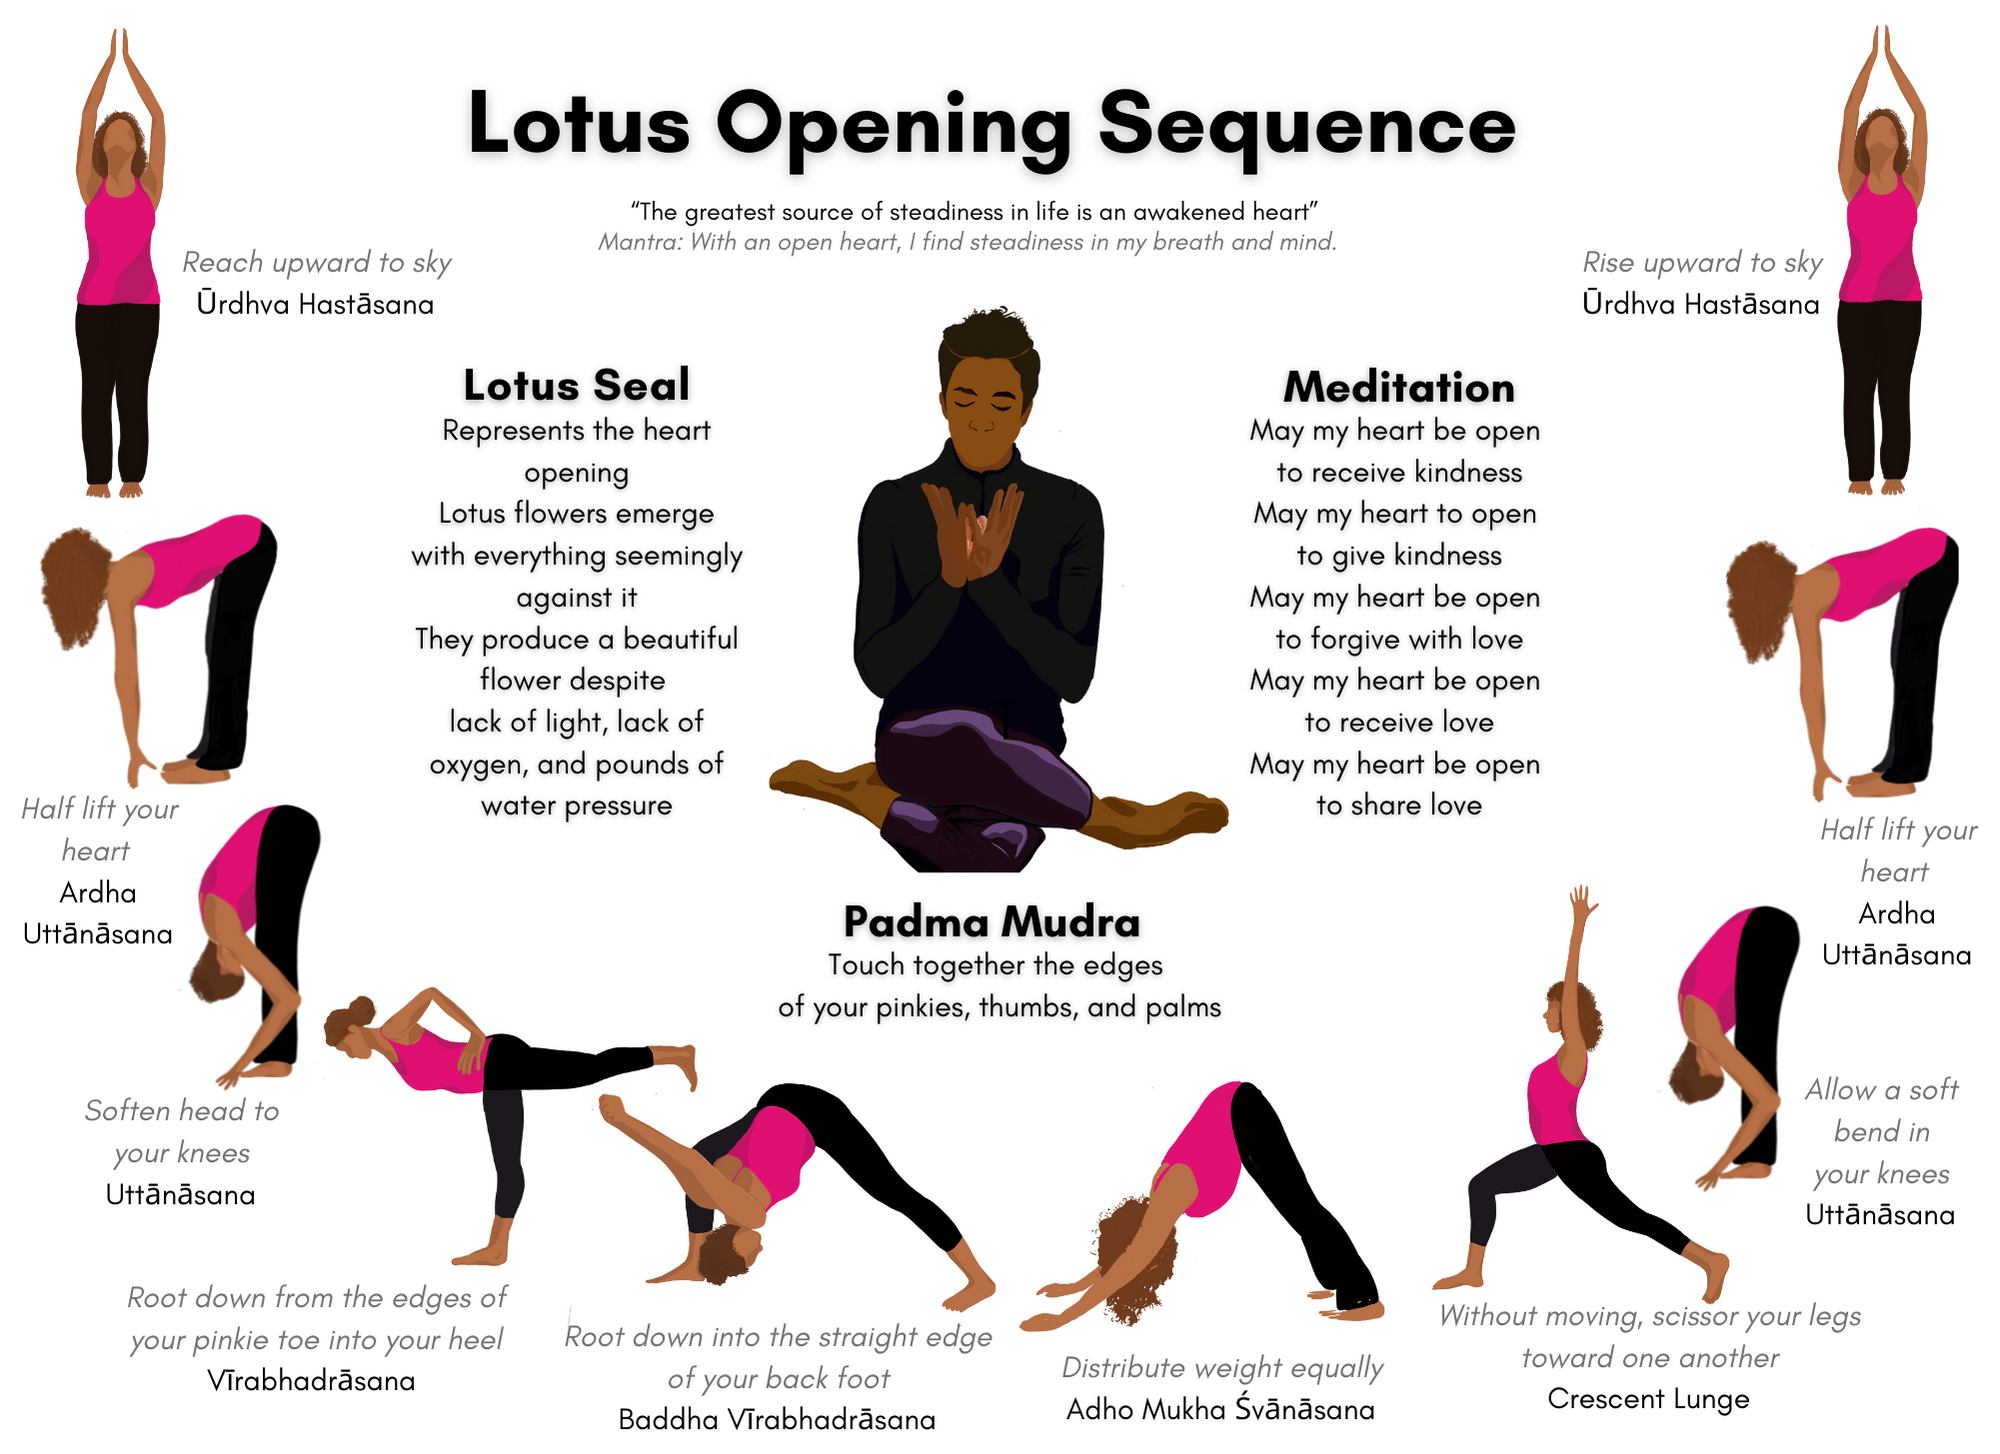 Lotus Opening Sequence
“The greatest source of steadiness in life is an awakened heart”
Mantra: With an open heart, I find steadiness in my breath and mind.
Reach upward to sky
Ūrdhva Hastāsana
Half lift your
heart
Ardha
Uttānāsana
Soften head to
your knees
Uttānāsana
Root down from the edges of
your pinkie toe into your heel
Vīrabhadrāsana
Root down into the straight edge
of your back foot
Baddha Vīrabhadrāsana
Distribute weight equally
Adho Mukha Śvānāsana
Without moving, scissor your legs
toward one another
Crescent Lunge
Allow a soft
bend in
your knees
Uttānāsana
Half lift your
heart
Ardha
Uttānāsana
Rise upward to sky
Ūrdhva Hastāsana
Lotus Seal
Represents the heart
opening
Lotus flowers emerge
with everything seemingly
against it
They produce a beautiful
flower despite
lack of light, lack of
oxygen, and pounds of
water pressure
Meditation
May my heart be open
to receive kindness
May my heart to open
to give kindness
May my heart be open
to forgive with love
May my heart be open
to receive love
May my heart be open
to share love
T
Padma Mudra
Touch together the edges
of your pinkies, thumbs, and palms